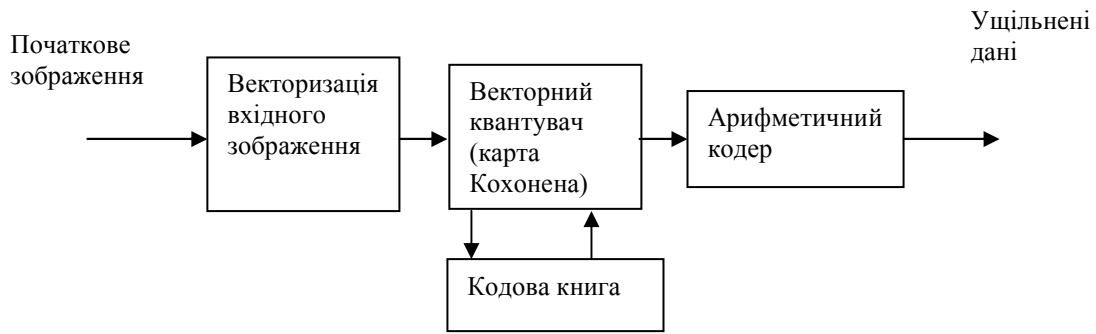 Початкове
зображення
Векторизація
вхідного
зображення
Векторний
квантувач
(карта
Кохонена)
Кодова книга
Арифметичний
кодер
Ущільнені
дані